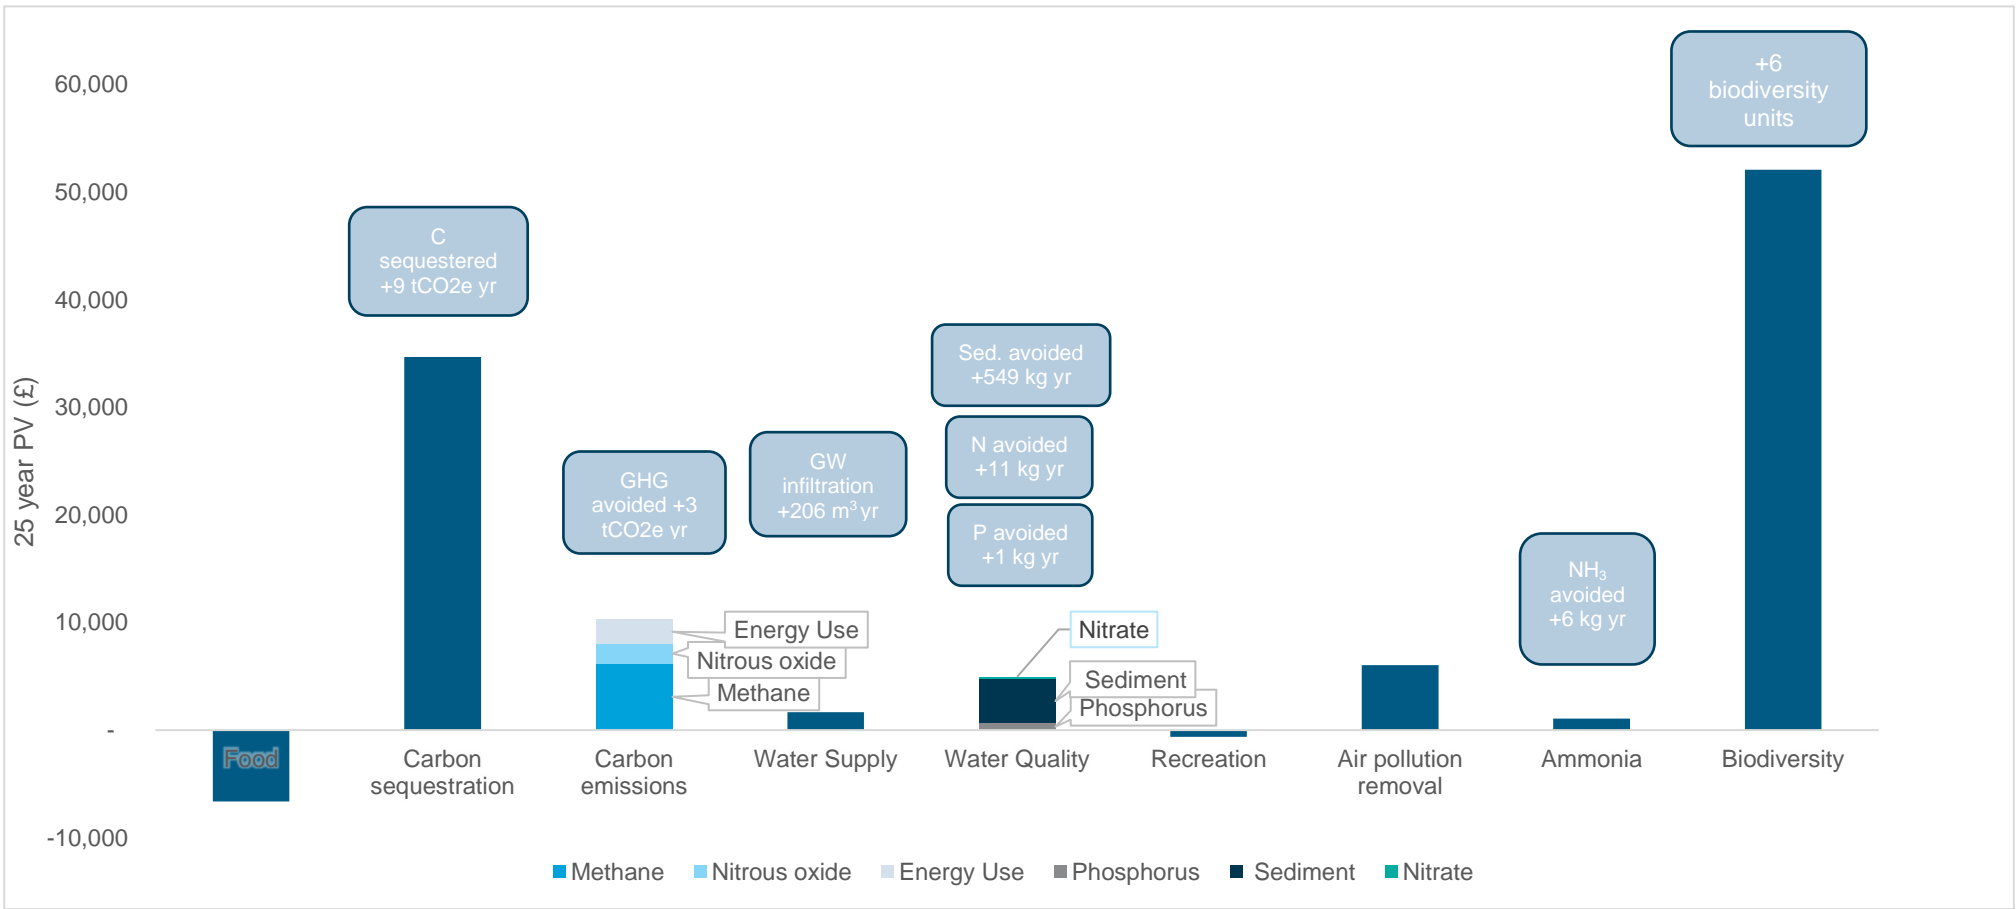 60,000
50,000
40,000
30,000
20,000
10,000
-
-10,000
25 year PV (£)
C
sequestered
+9 tCO2e yr
GHG
avoided +3
tCO2e yr
GW
infiltration
+206 m³ yr
Sed. avoided
+549 kg yr
N avoided
+11 kg yr
P avoided
+1 kg yr
NH₃
avoided
+6 kg yr
+6
biodiversity
units
Energy Use
Nitrous oxide
Methane
Nitrate
Sediment
Phosphorus
Food
Carbon
sequestration
Carbon
emissions
Water Supply
Water Quality
Recreation
Air pollution
removal
Ammonia
Biodiversity
Methane
Nitrous oxide
Energy Use
Phosphorus
Sediment
Nitrate